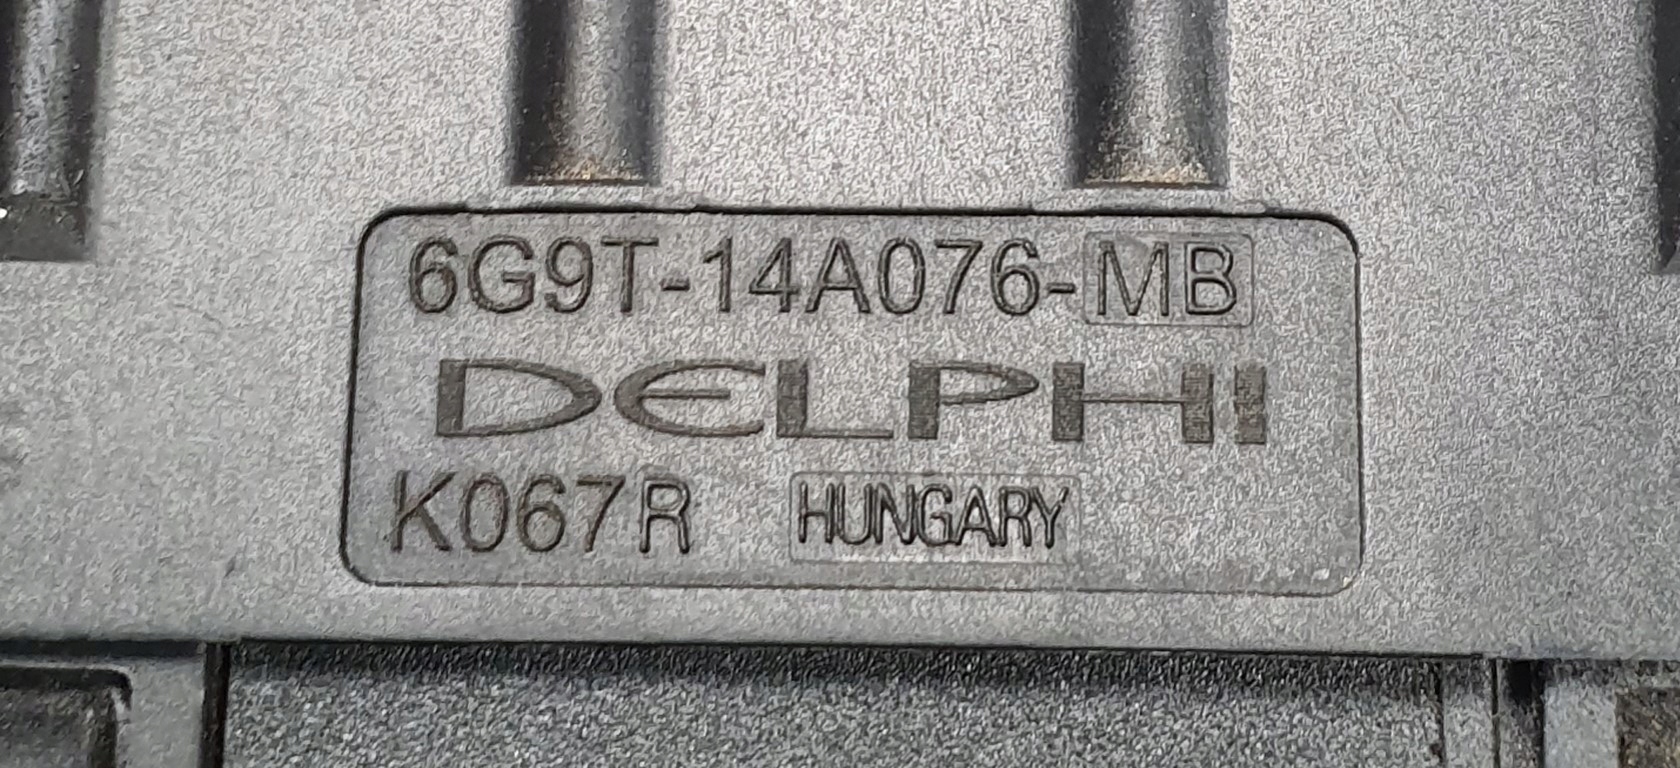 6G9T-14A076-MB
DELPHI
K067R HUNGARY